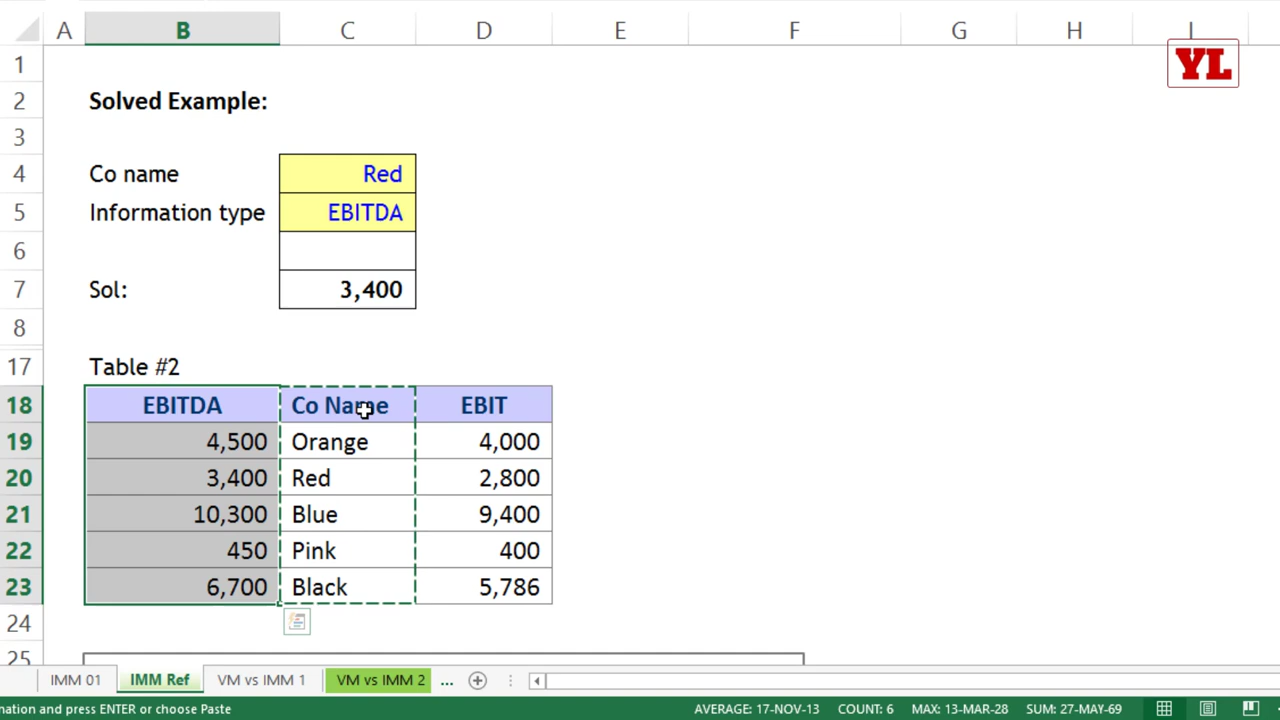 A B C D E F G H I
YL
1
2 Solved Example:
3
4 Co name Red
5 Information type EBITDA
6
7 Sol: 3,400
8
17 Table #2
18 EBITDA Co Name EBIT
19 4,500 Orange 4,000
20 3,400 Red 2,800
21 10,300 Blue 9,400
22 450 Pink 400
23 6,700 Black 5,786
24
25
IMM 01 IMM Ref VM vs IMM 1 VM vs IMM 2 ...
nation and press ENTER or choose Paste AVERAGE: 17-NOV-13 COUNT: 6 MAX: 13-MAR-28 SUM: 27-MAY-69